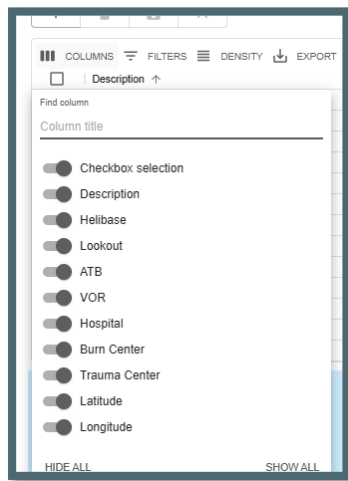 COLUMNS FILTERS DENSITY EXPORT
Description
Find column
Column title
Checkbox selection
Description
Helibase
Lookout
ATB
VOR
Hospital
Burn Center
Trauma Center
Latitude
Longitude
HIDE ALL SHOW ALL